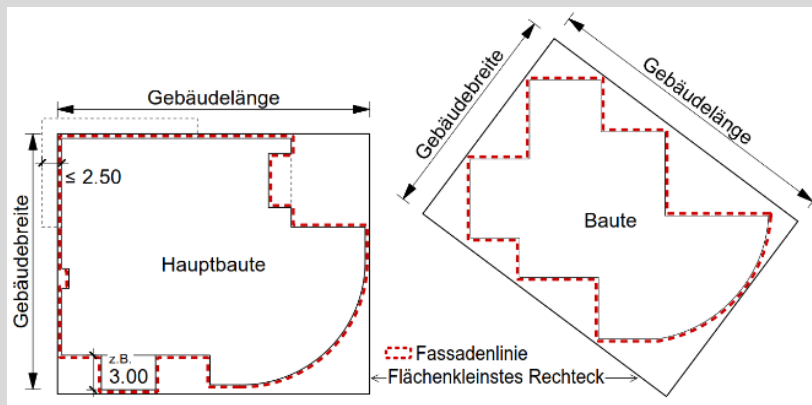 Gebäudelänge
Gebäudebreite
≤ 2.50
Hauptbaute
z.B.
3.00
Gebäudebreite
Gebäudelänge
Baute
Fassadenlinie
Flächenkleinstes Rechteck